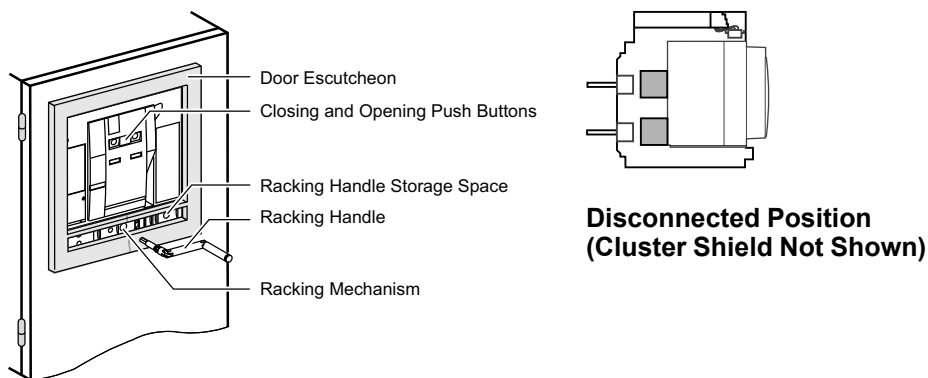 Door Escutcheon
Closing and Opening Push Buttons
Racking Handle Storage Space
Racking Handle
Racking Mechanism
Disconnected Position
(Cluster Shield Not Shown)